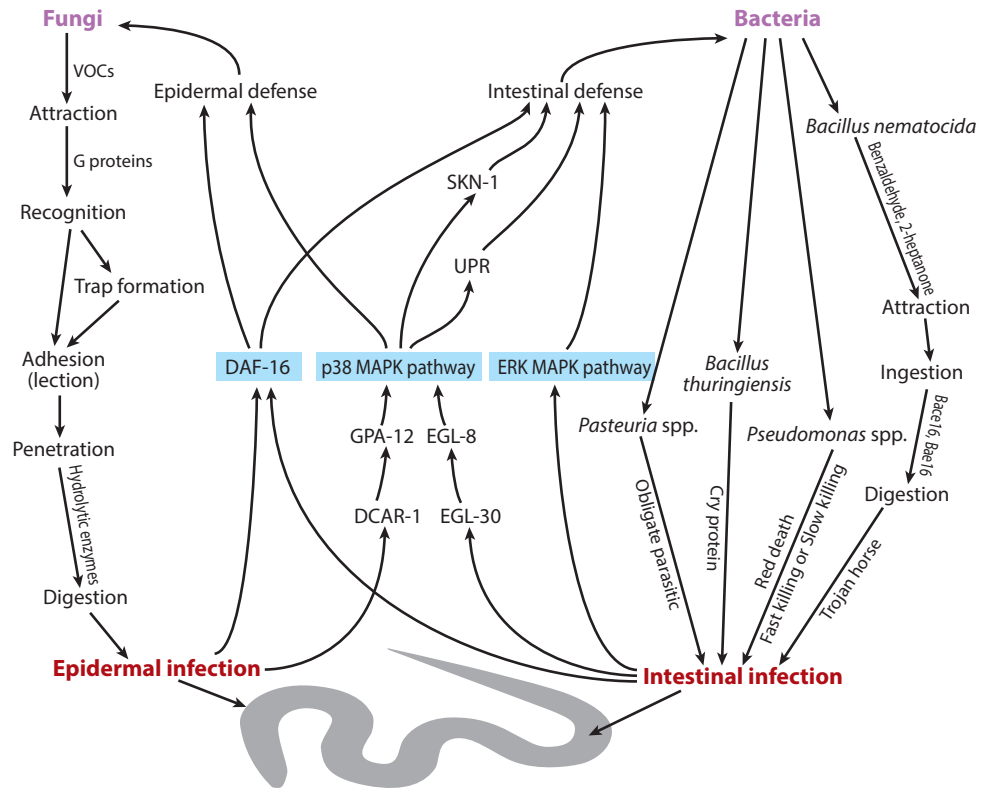 Fungi
VOCs
Attraction
G proteins
Recognition
Trap formation
Adhesion
(lection)
Penetration
Hydrolytic enzymes
Digestion
Epidermal infection
Epidermal defense
Intestinal defense
SKN-1
UPR
DAF-16
p38 MAPK pathway
ERK MAPK pathway
GPA-12
EGL-8
DCAR-1
EGL-30
Bacteria
Bacillus nematocida
Benzaldehyde, 2-heptanone
Attraction
Ingestion
Bace16, Bae16
Digestion
Trojan horse
Bacillus
thuringiensis
Pasteuria spp.
Pseudomonas spp.
Obligate parasitic
Cry protein
Red death
Fast killing or Slow killing
Intestinal infection